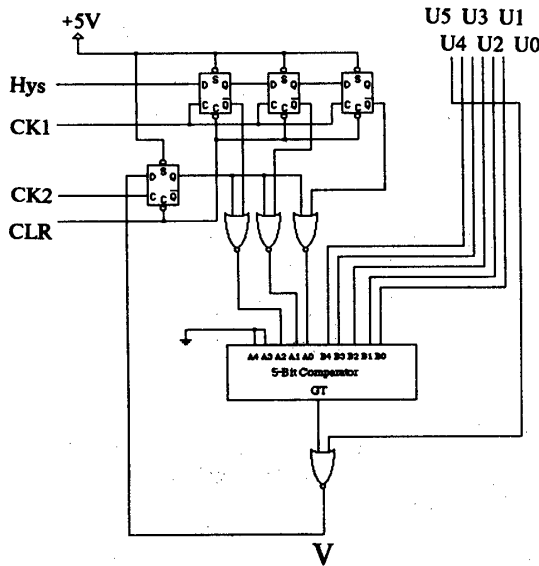 +5V
U5 U3 U1
U4 U2 U0
Hys
CK1
D S Q
C C Q
D S Q
C C Q
D S Q
C C Q
D S Q
C C Q
CK2
CLR
A4 A3 A2 A1 A0 B4 B3 B2 B1 B0
5-Bit Comparator
GT
V